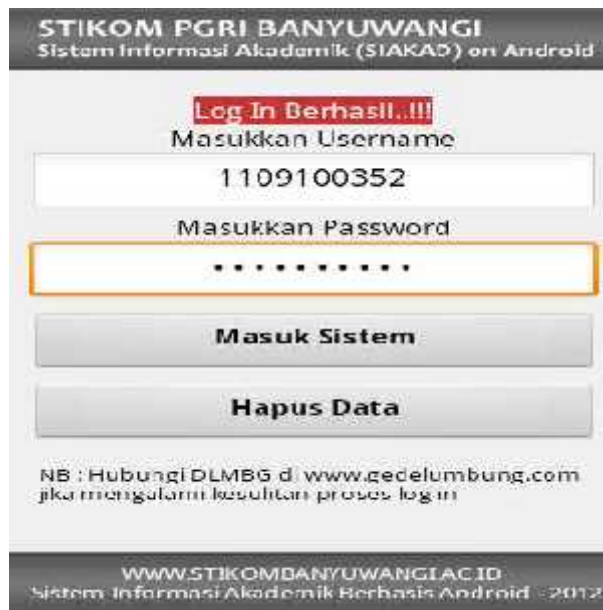 STIKOM PGRI BANYUWANGI
Sistem Informasi Akademik (SIAKAD) on Android
Log In Berhasil..!!!
Masukkan Username
1109100352
Masukkan Password
••••••••••
Masuk Sistem
Hapus Data
NB : Hubungi DLMBG di www.gedelumbung.com
jika mengalami kesulitan proses log in
WWW.STIKOMBANYUWANGI.AC.ID
Sistem Informasi Akademik Berbasis Android - 2012